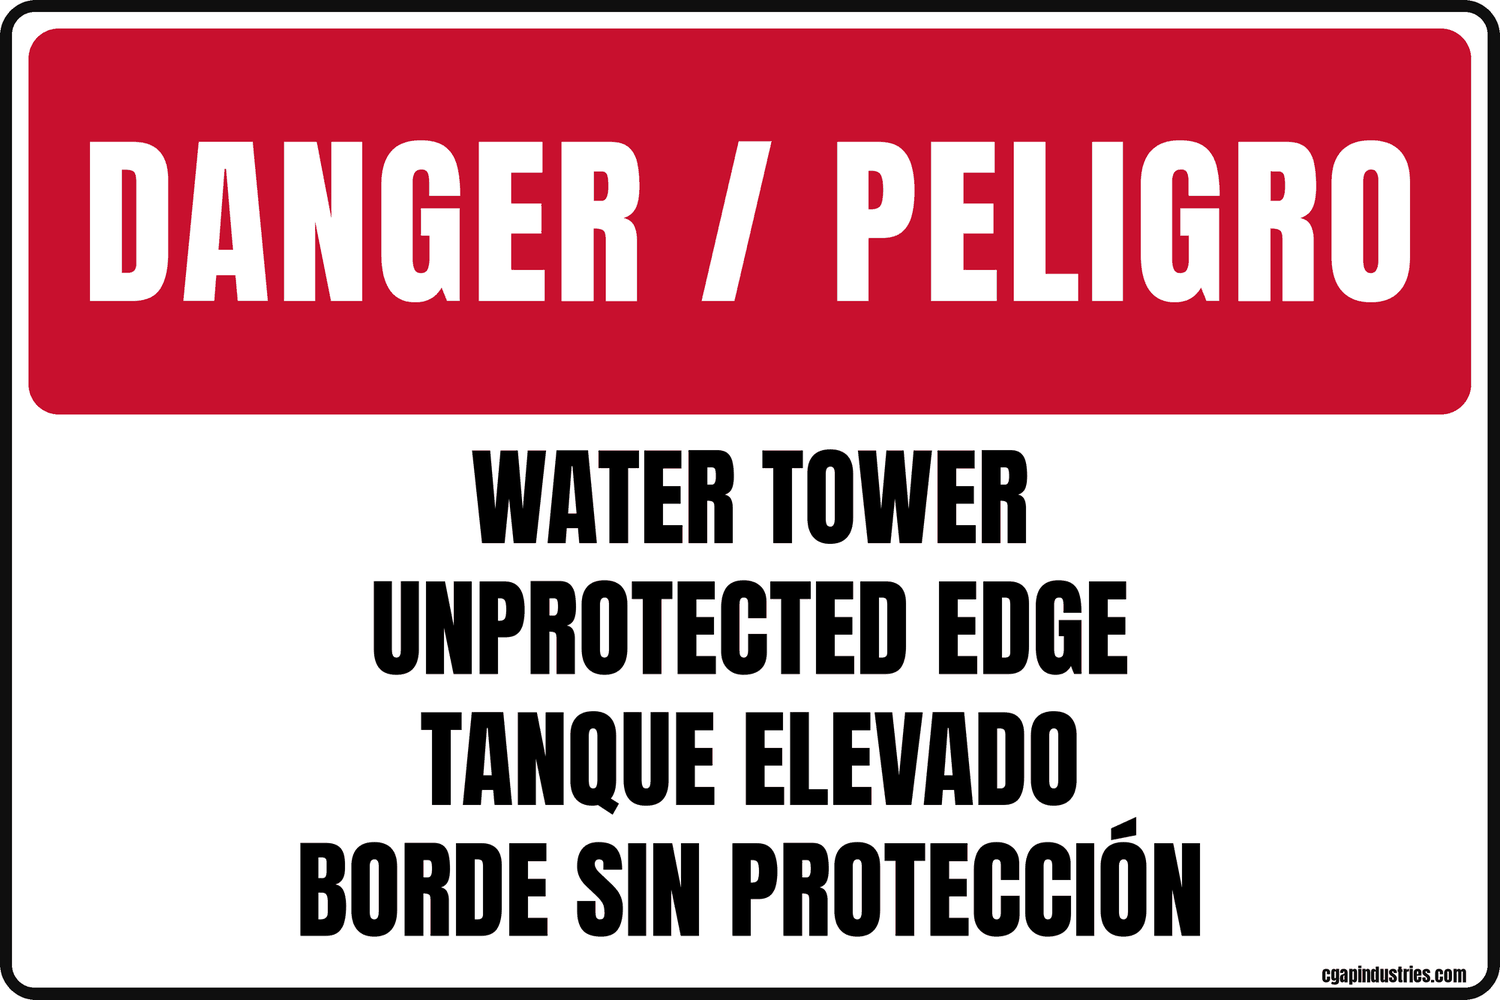 DANGER / PELIGRO
WATER TOWER
UNPROTECTED EDGE
TANQUE ELEVADO
BORDE SIN PROTECCIÓN
cgapindustries.com